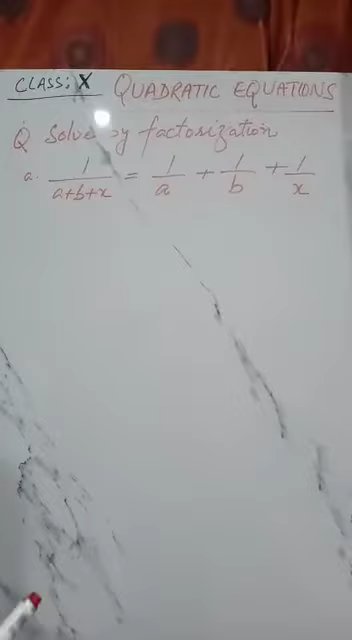 CLASS: X QUADRATIC EQUATIONS
Q Solve by factorization
a. 1/(a+b+x) = 1/a + 1/b + 1/x